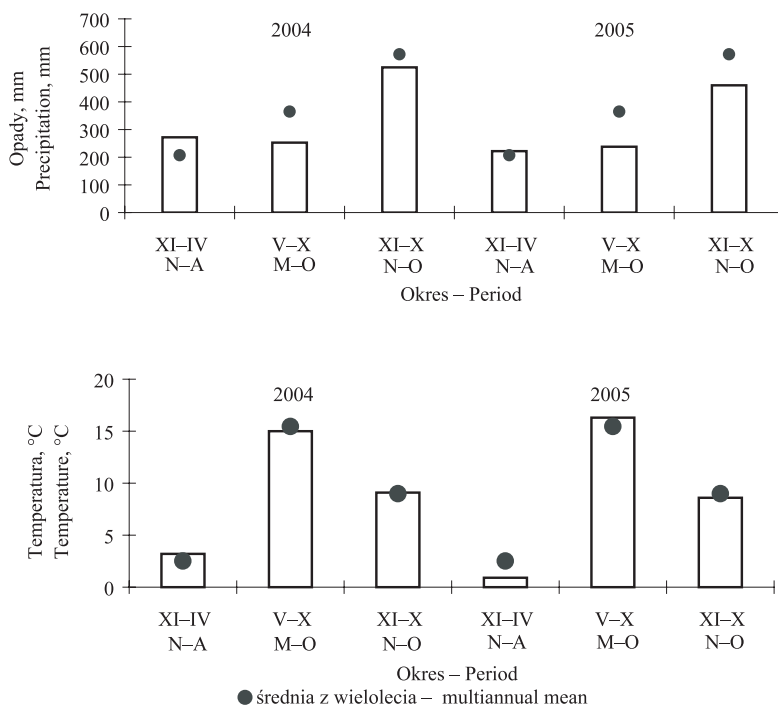 Opady, mm
Precipitation, mm
700
600
500
400
300
200
100
0
2004
2005
XI–IV V–X XI–X XI–IV V–X XI–X
N–A M–O N–O N–A M–O N–O
Okres – Period
Temperatura, °C
Temperature, °C
20
15
10
5
0
2004
2005
XI–IV V–X XI–X XI–IV V–X XI–X
N–A M–O N–O N–A M–O N–O
Okres – Period
średnia z wielolecia – multiannual mean